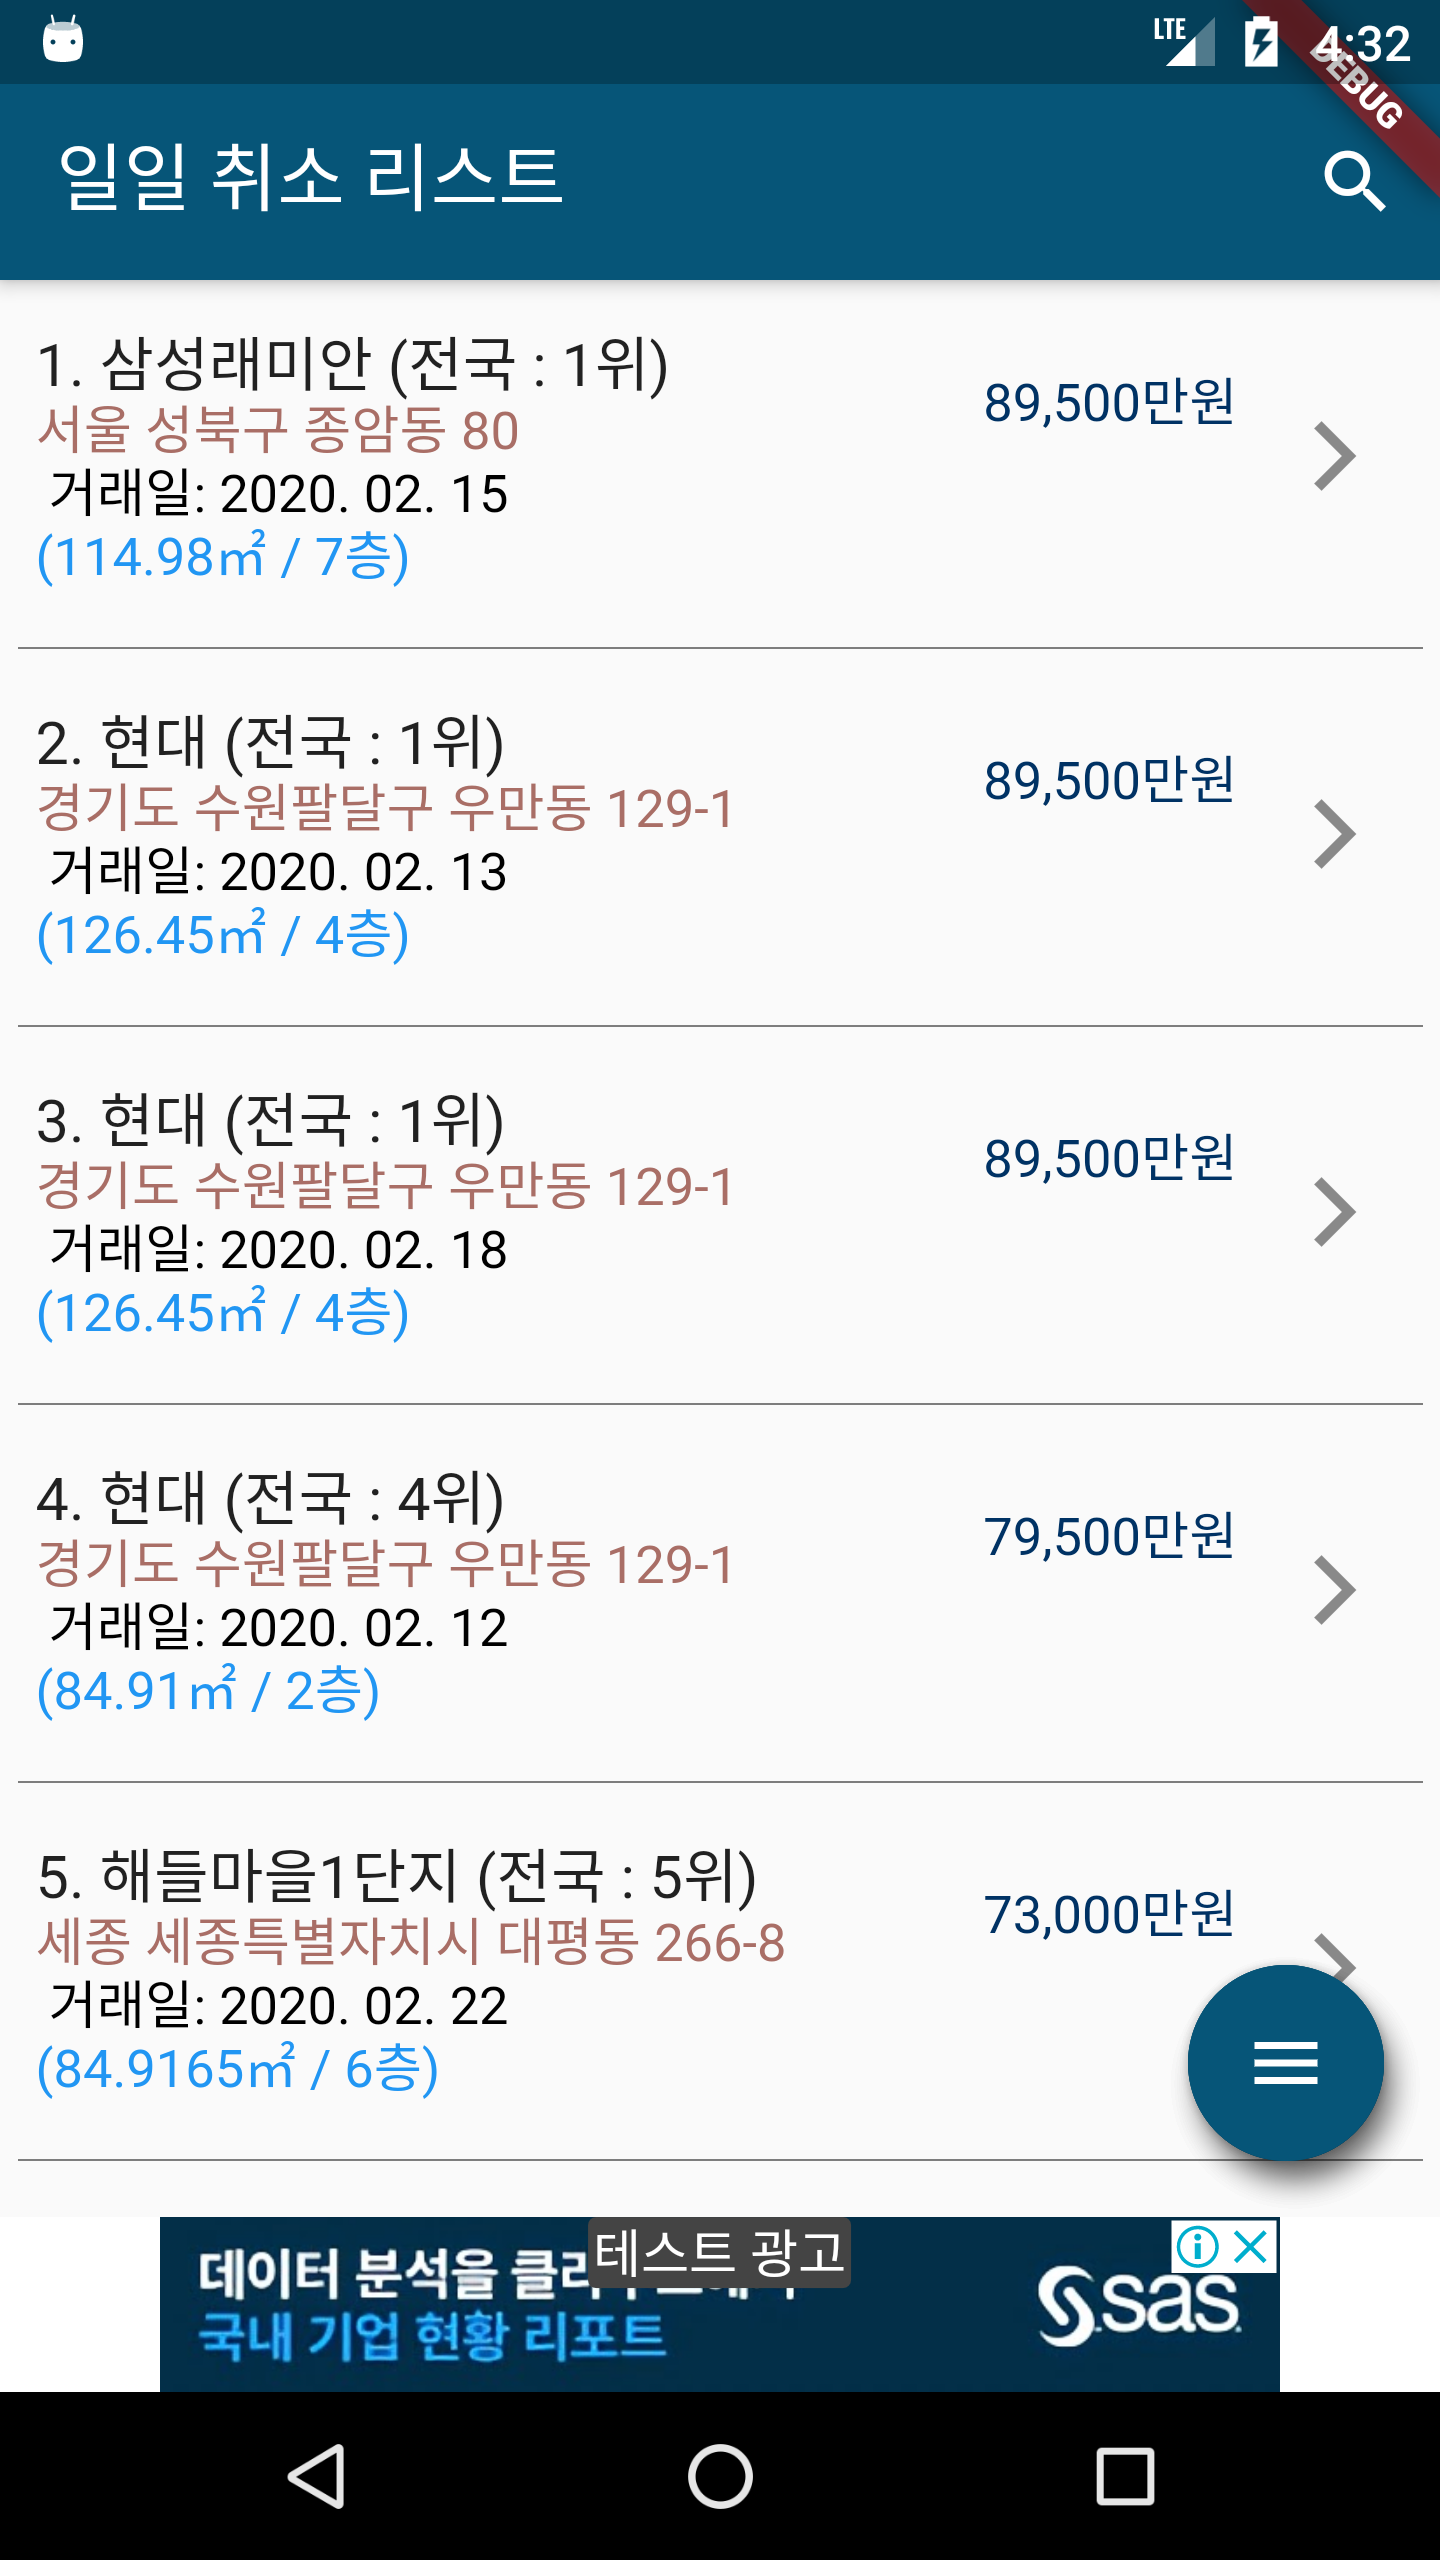 LTE
4:32
DEBUG
일일 취소 리스트
1. 삼성래미안 (전국 : 1위)
89,500만원
서울 성북구 종암동 80
거래일: 2020. 02. 15
(114.98㎡ / 7층)
2. 현대 (전국 : 1위)
89,500만원
경기도 수원팔달구 우만동 129-1
거래일: 2020. 02. 13
(126.45㎡ / 4층)
3. 현대 (전국 : 1위)
89,500만원
경기도 수원팔달구 우만동 129-1
거래일: 2020. 02. 18
(126.45㎡ / 4층)
4. 현대 (전국 : 4위)
79,500만원
경기도 수원팔달구 우만동 129-1
거래일: 2020. 02. 12
(84.91㎡ / 2층)
5. 해들마을1단지 (전국 : 5위)
73,000만원
세종 세종특별자치시 대평동 266-8
거래일: 2020. 02. 22
(84.9165㎡ / 6층)
테스트 광고
데이터 분석을
국내 기업 현황 리포트
sas